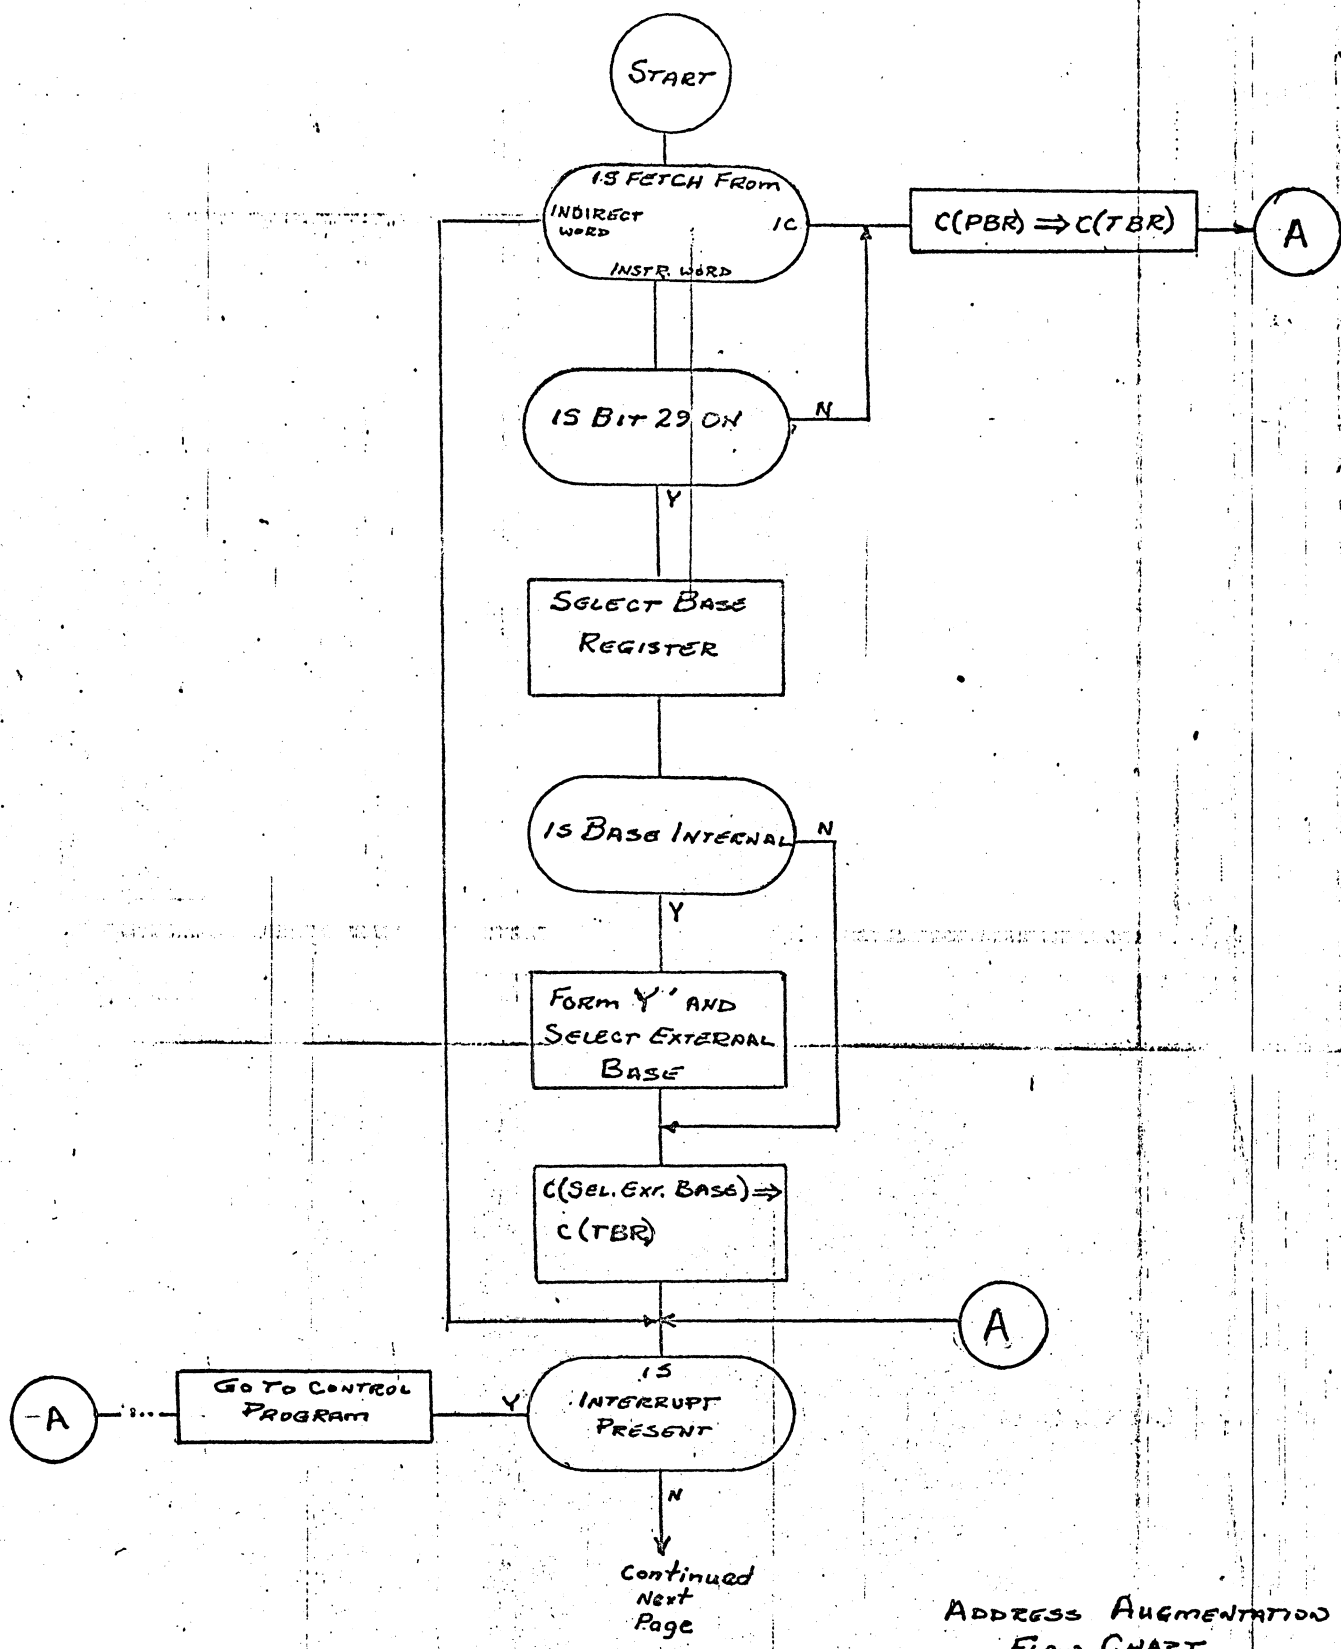 START
IS FETCH FROM
INDIRECT
WORD
IC
INSTR. WORD
C(PBR) ⇒ C(TBR)
A
IS BIT 29 ON
N
Y
SELECT BASE
REGISTER
IS BASE INTERNAL
N
Y
FORM Y' AND
SELECT EXTERNAL
BASE
C(SEL. EXT. BASE) ⇒
C(TBR)
A
IS
INTERRUPT
PRESENT
Y
GO TO CONTROL
PROGRAM
A
N
Continued
Next
Page
ADDRESS AUGMENTATION
CHART